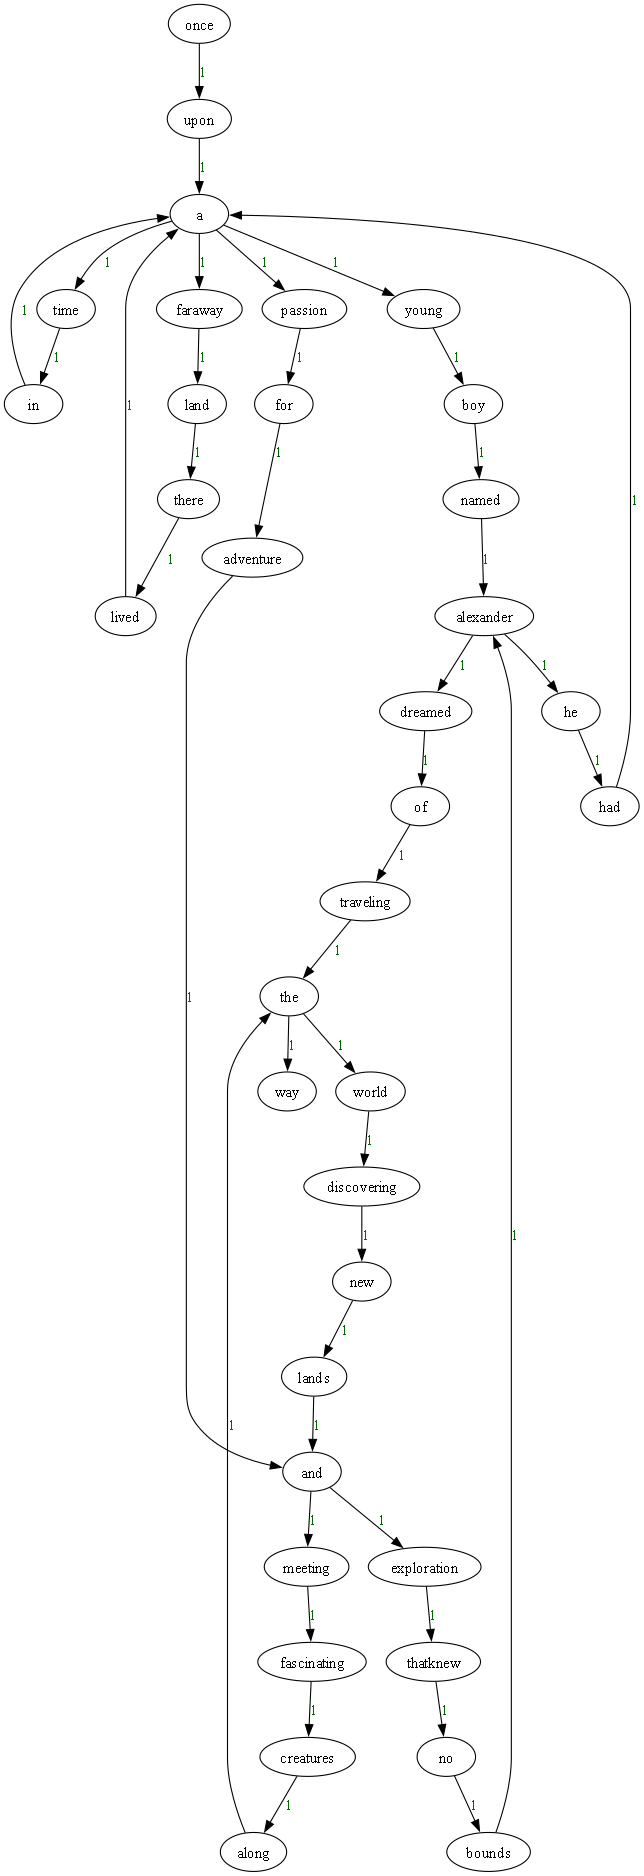 once
1
upon
1
a
1 1 1 1
time faraway passion young
1 1 1 1 1
in land for boy
1 1 1 1
there named
1 1
adventure
lived alexander
1 1
dreamed he
1 1
of had
1
traveling
1
the
1 1 1
way world
1
discovering
1 1
new
1
lands
1 1
and
1 1
meeting exploration
1 1
fascinating thatknew
1 1
creatures no
1 1
along bounds